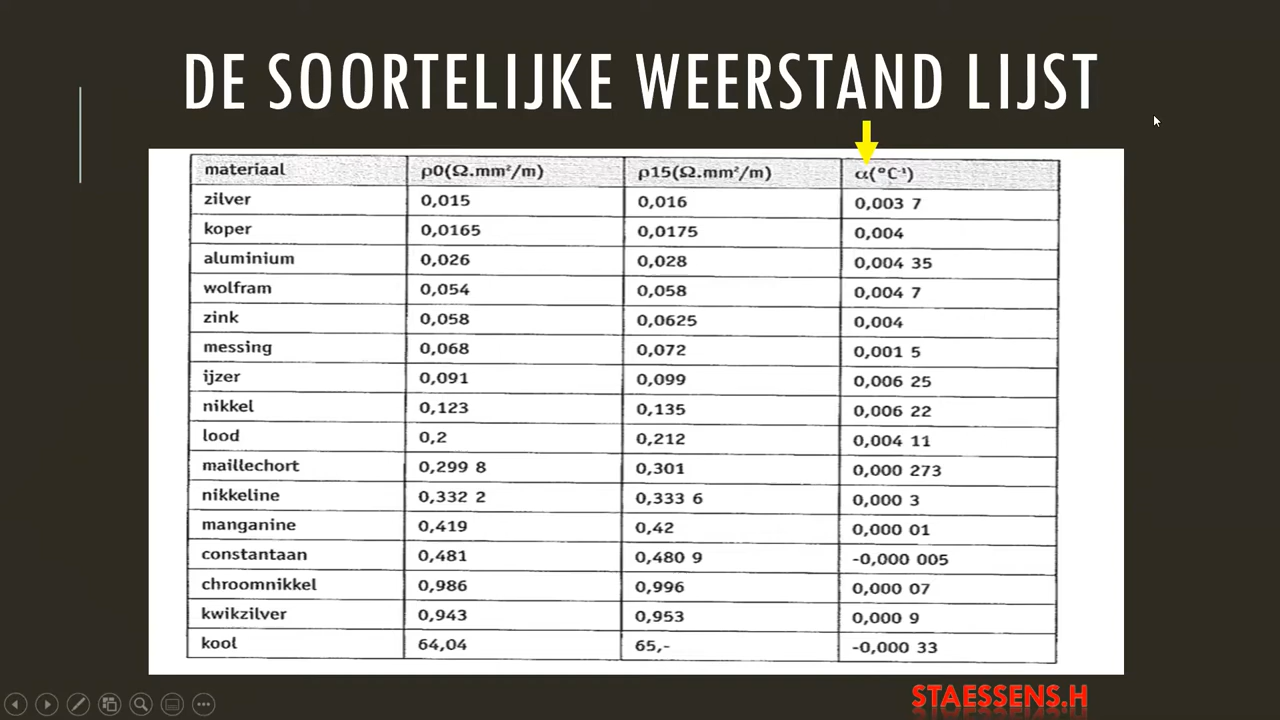 DE SOORTELIJKE WEERSTAND LIJST
materiaal ρ0(Ω.mm²/m) ρ15(Ω.mm²/m) α(°C⁻¹)
zilver 0,015 0,016 0,003 7
koper 0,0165 0,0175 0,004
aluminium 0,026 0,028 0,004 35
wolfram 0,054 0,058 0,004 7
zink 0,058 0,0625 0,004
messing 0,068 0,072 0,001 5
ijzer 0,091 0,099 0,006 25
nikkel 0,123 0,135 0,006 22
lood 0,2 0,212 0,004 11
maillechort 0,299 8 0,301 0,000 273
nikkeline 0,332 2 0,333 6 0,000 3
manganine 0,419 0,42 0,000 01
constantaan 0,481 0,480 9 -0,000 005
chroomnikkel 0,986 0,996 0,000 07
kwikzilver 0,943 0,953 0,000 9
kool 64,04 65,- -0,000 33
STAESSENS.H